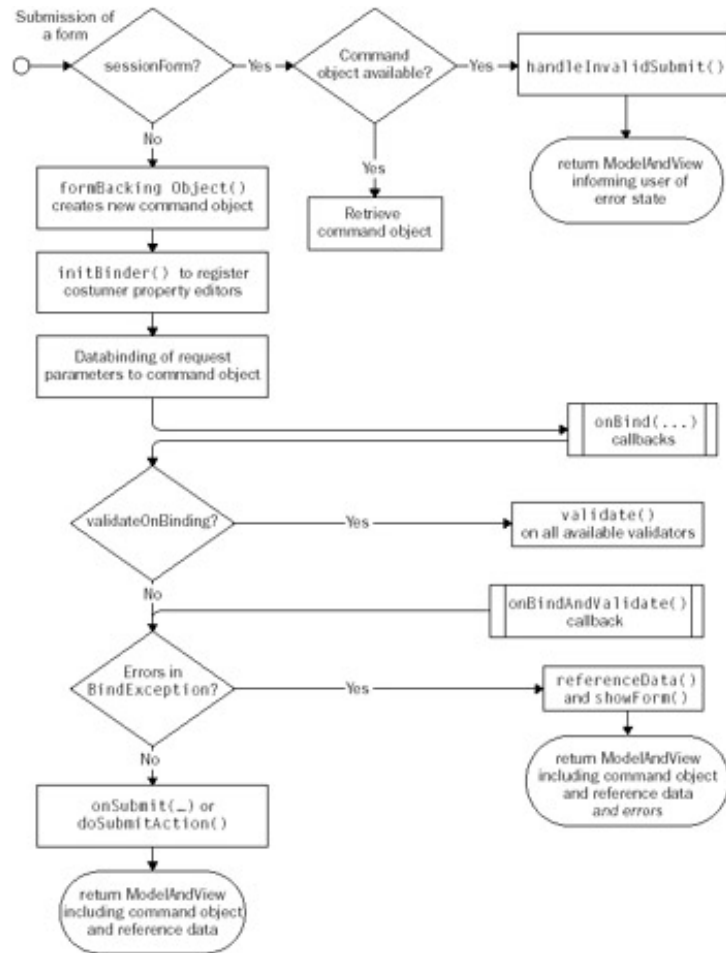 Submission of
a form
sessionForm?
Yes
Command
object available?
Yes
handleInvalidSubmit()
No
Yes
return ModelAndView
informing user of
error state
formBacking Object()
creates new command object
Retrieve
command object
initBinder() to register
costumer property editors
Databinding of request
parameters to command object
onBind(...)
callbacks
validateOnBinding?
Yes
validate()
on all available validators
No
onBindAndValidate()
callback
Errors in
BindException?
Yes
referenceData()
and showForm()
No
return ModelAndView
including command object
and reference data
and errors
onSubmit(…) or
doSubmitAction()
return ModelAndView
including command object
and reference data